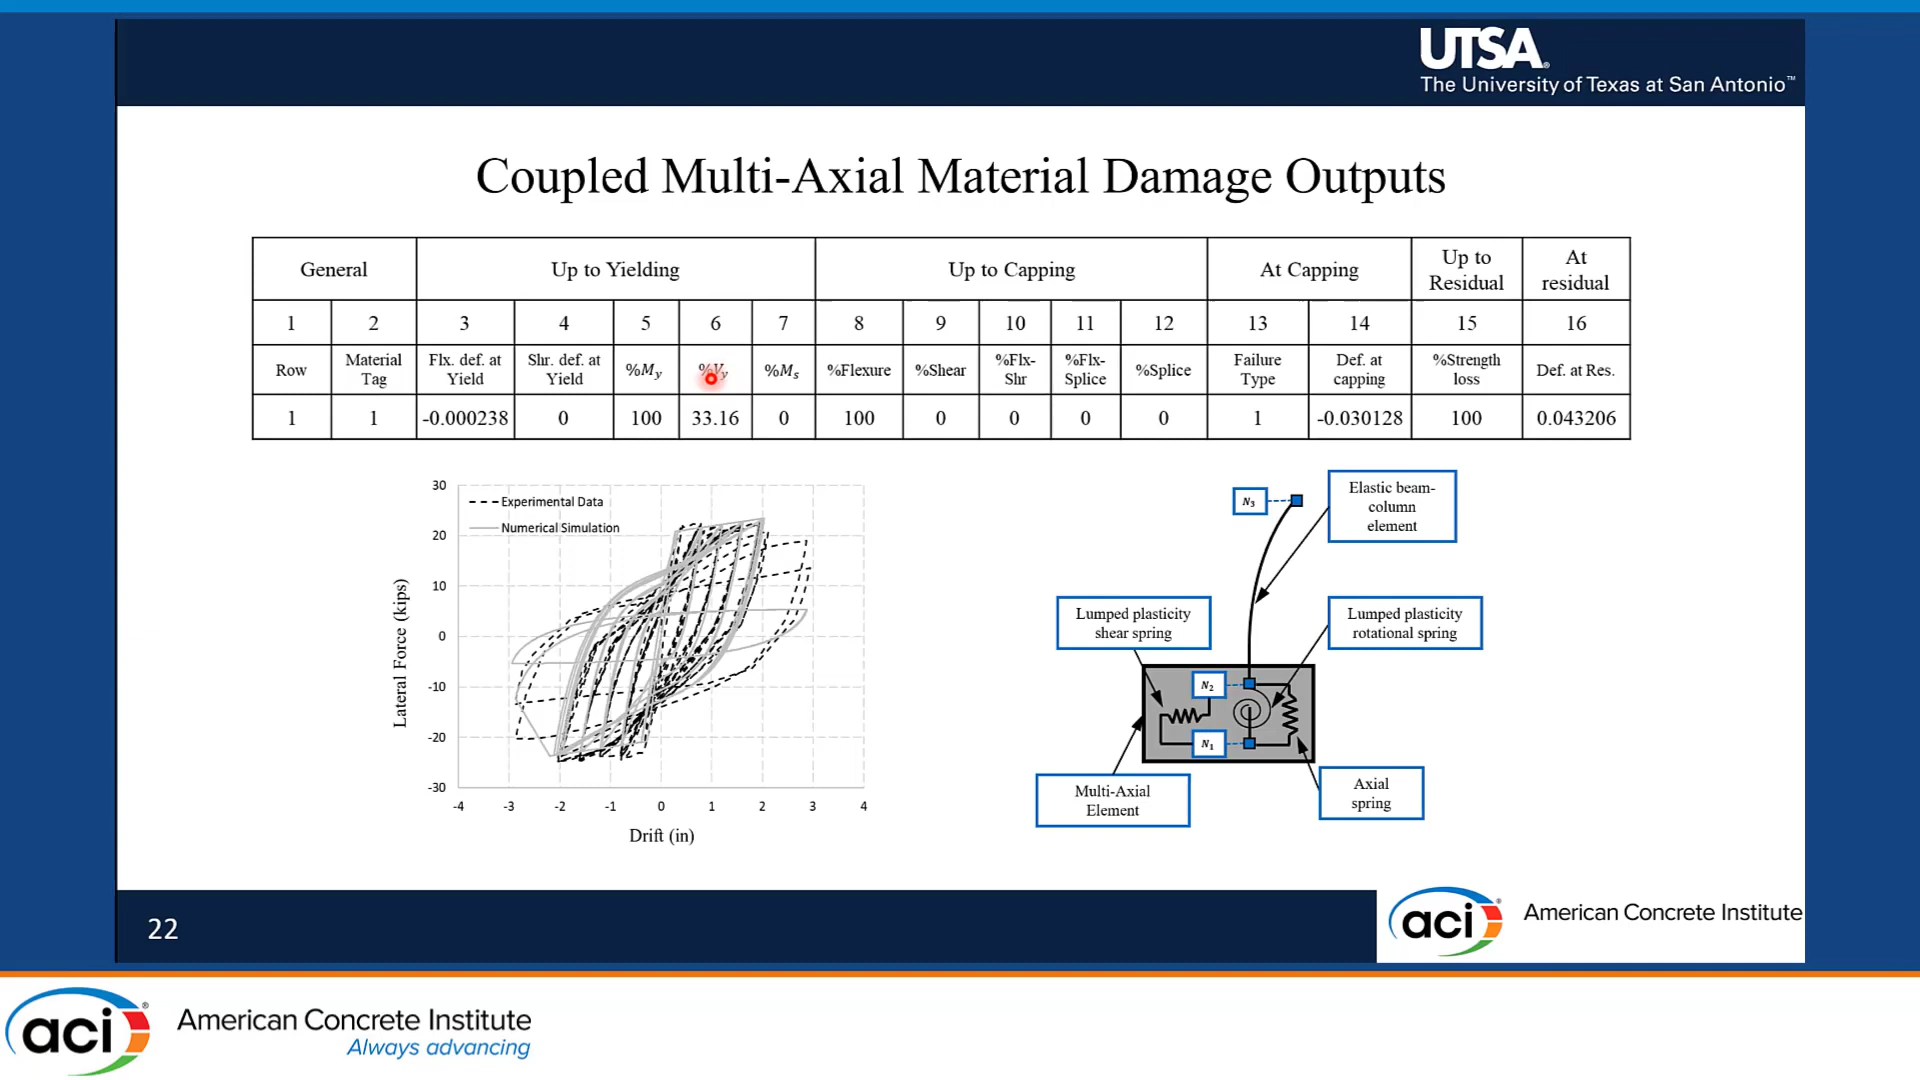 UTSA®
The University of Texas at San Antonio™
Coupled Multi-Axial Material Damage Outputs
General Up to Yielding Up to Capping At Capping Up to Residual At residual
1 2 3 4 5 6 7 8 9 10 11 12 13 14 15 16
Row Material Tag Flx. def. at Yield Shr. def. at Yield %My %Vy %Ms %Flexure %Shear %Flx-Shr %Flx-Splice %Splice Failure Type Def. at capping %Strength loss Def. at Res.
1 1 -0.000238 0 100 33.16 0 100 0 0 0 0 1 -0.030128 100 0.043206
30
20
10
0
-10
-20
-30
Lateral Force (kips)
Experimental Data
Numerical Simulation
-4 -3 -2 -1 0 1 2 3 4
Drift (in)
N3
Elastic beam-
column
element
Lumped plasticity
shear spring
Lumped plasticity
rotational spring
N2
N1
Multi-Axial
Element
Axial
spring
22
aci®
American Concrete Institute
aci®
American Concrete Institute
Always advancing